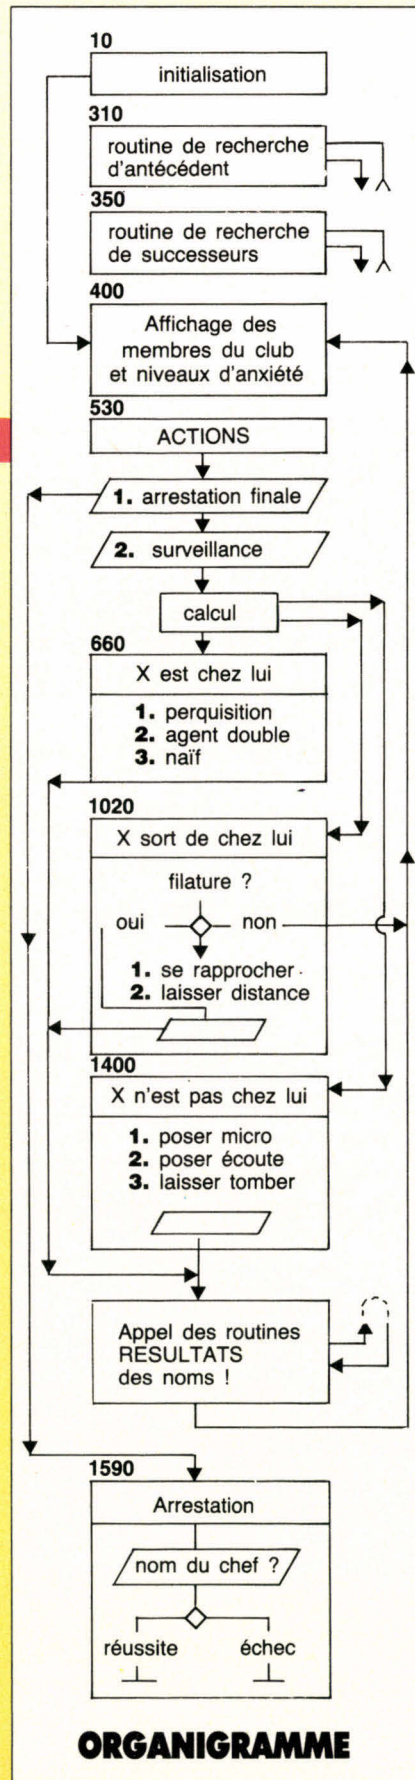 10
initialisation
310
routine de recherche
d'antécédent
350
routine de recherche
de successeurs
400
Affichage des
membres du club
et niveaux d'anxiété
530
ACTIONS
1. arrestation finale
2. surveillance
calcul
660
X est chez lui
1. perquisition
2. agent double
3. naïf
1020
X sort de chez lui
filature ?
oui non
1. se rapprocher
2. laisser distance
1400
X n'est pas chez lui
1. poser micro
2. poser écoute
3. laisser tomber
Appel des routines
RESULTATS
des noms !
1590
Arrestation
nom du chef ?
réussite échec
ORGANIGRAMME